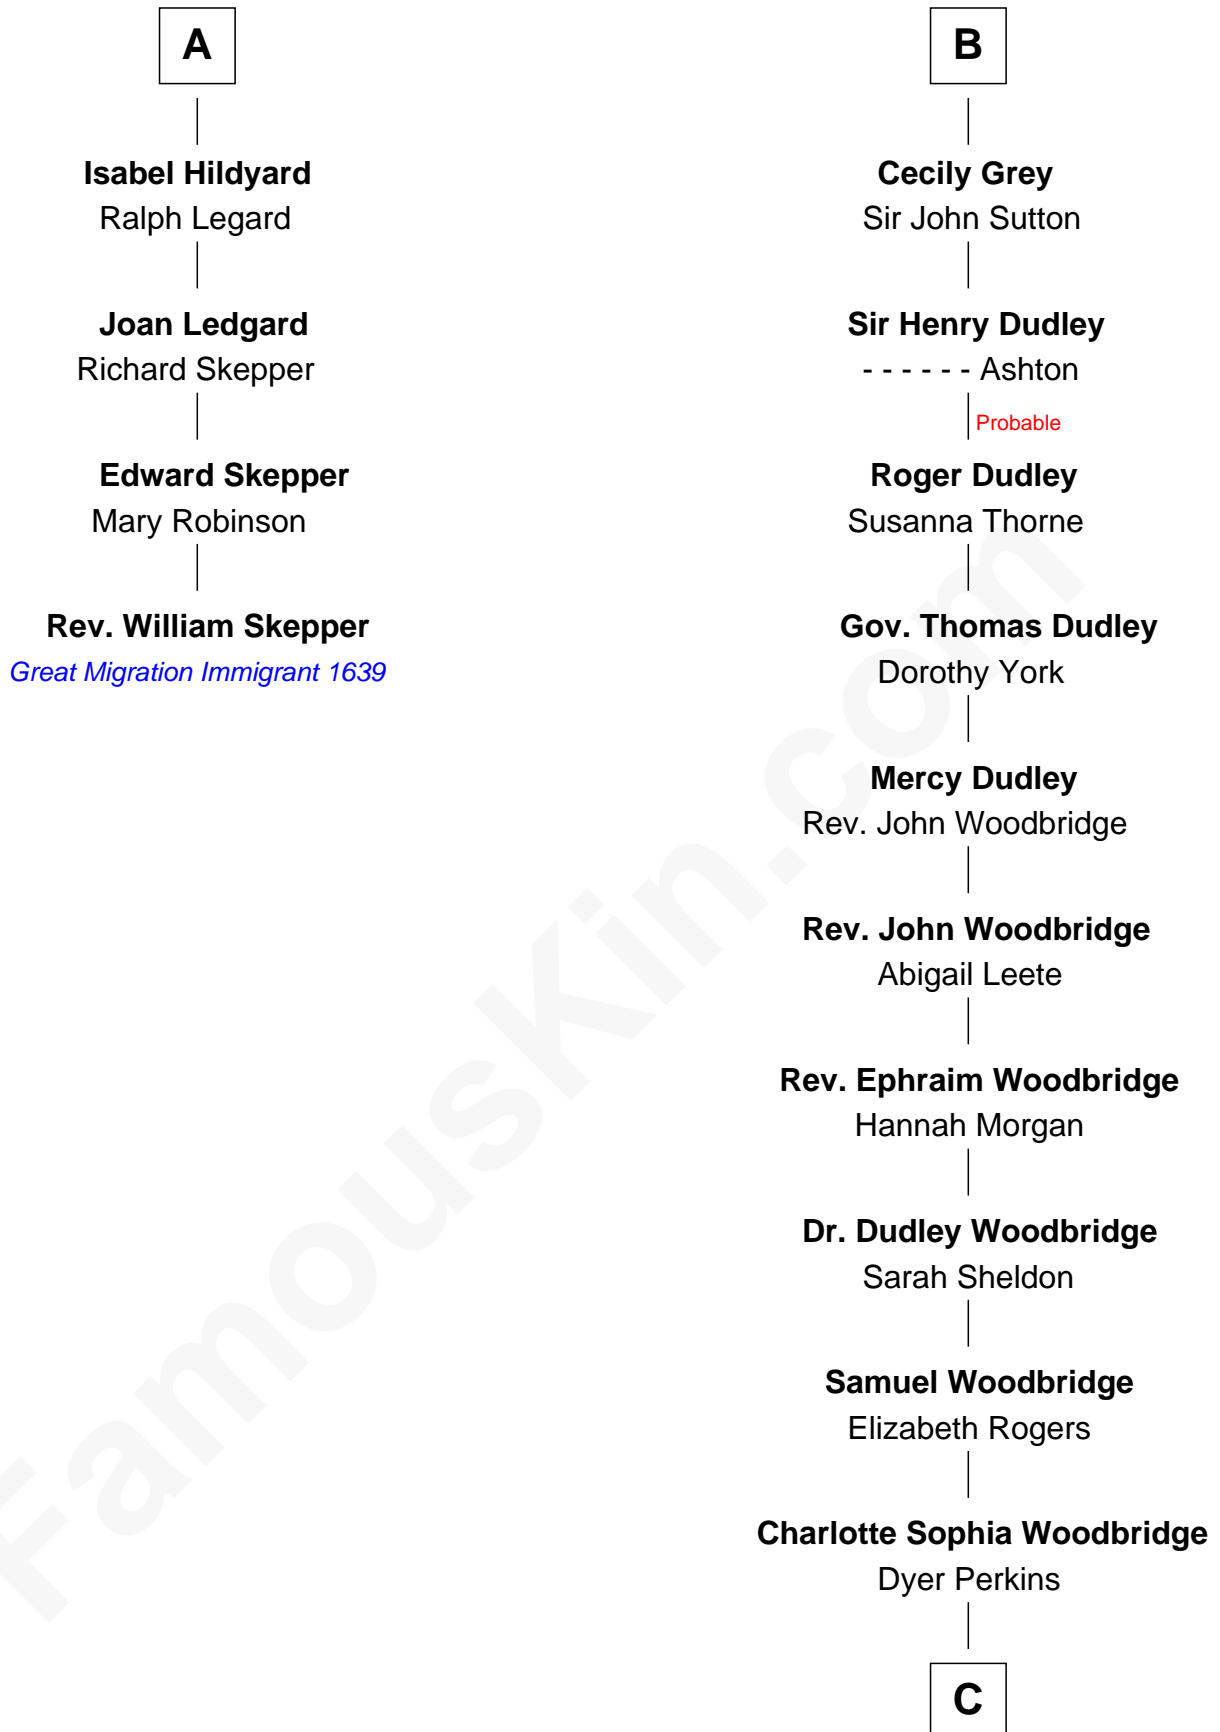 A
Isabel Hildyard
Ralph Legard
Joan Ledgard
Richard Skepper
Edward Skepper
Mary Robinson
Rev. William Skepper
Great Migration Immigrant 1639
B
Cecily Grey
Sir John Sutton
Sir Henry Dudley
- - - - - - Ashton
Probable
Roger Dudley
Susanna Thorne
Gov. Thomas Dudley
Dorothy York
Mercy Dudley
Rev. John Woodbridge
Rev. John Woodbridge
Abigail Leete
Rev. Ephraim Woodbridge
Hannah Morgan
Dr. Dudley Woodbridge
Sarah Sheldon
Samuel Woodbridge
Elizabeth Rogers
Charlotte Sophia Woodbridge
Dyer Perkins
C
FamousKin.com